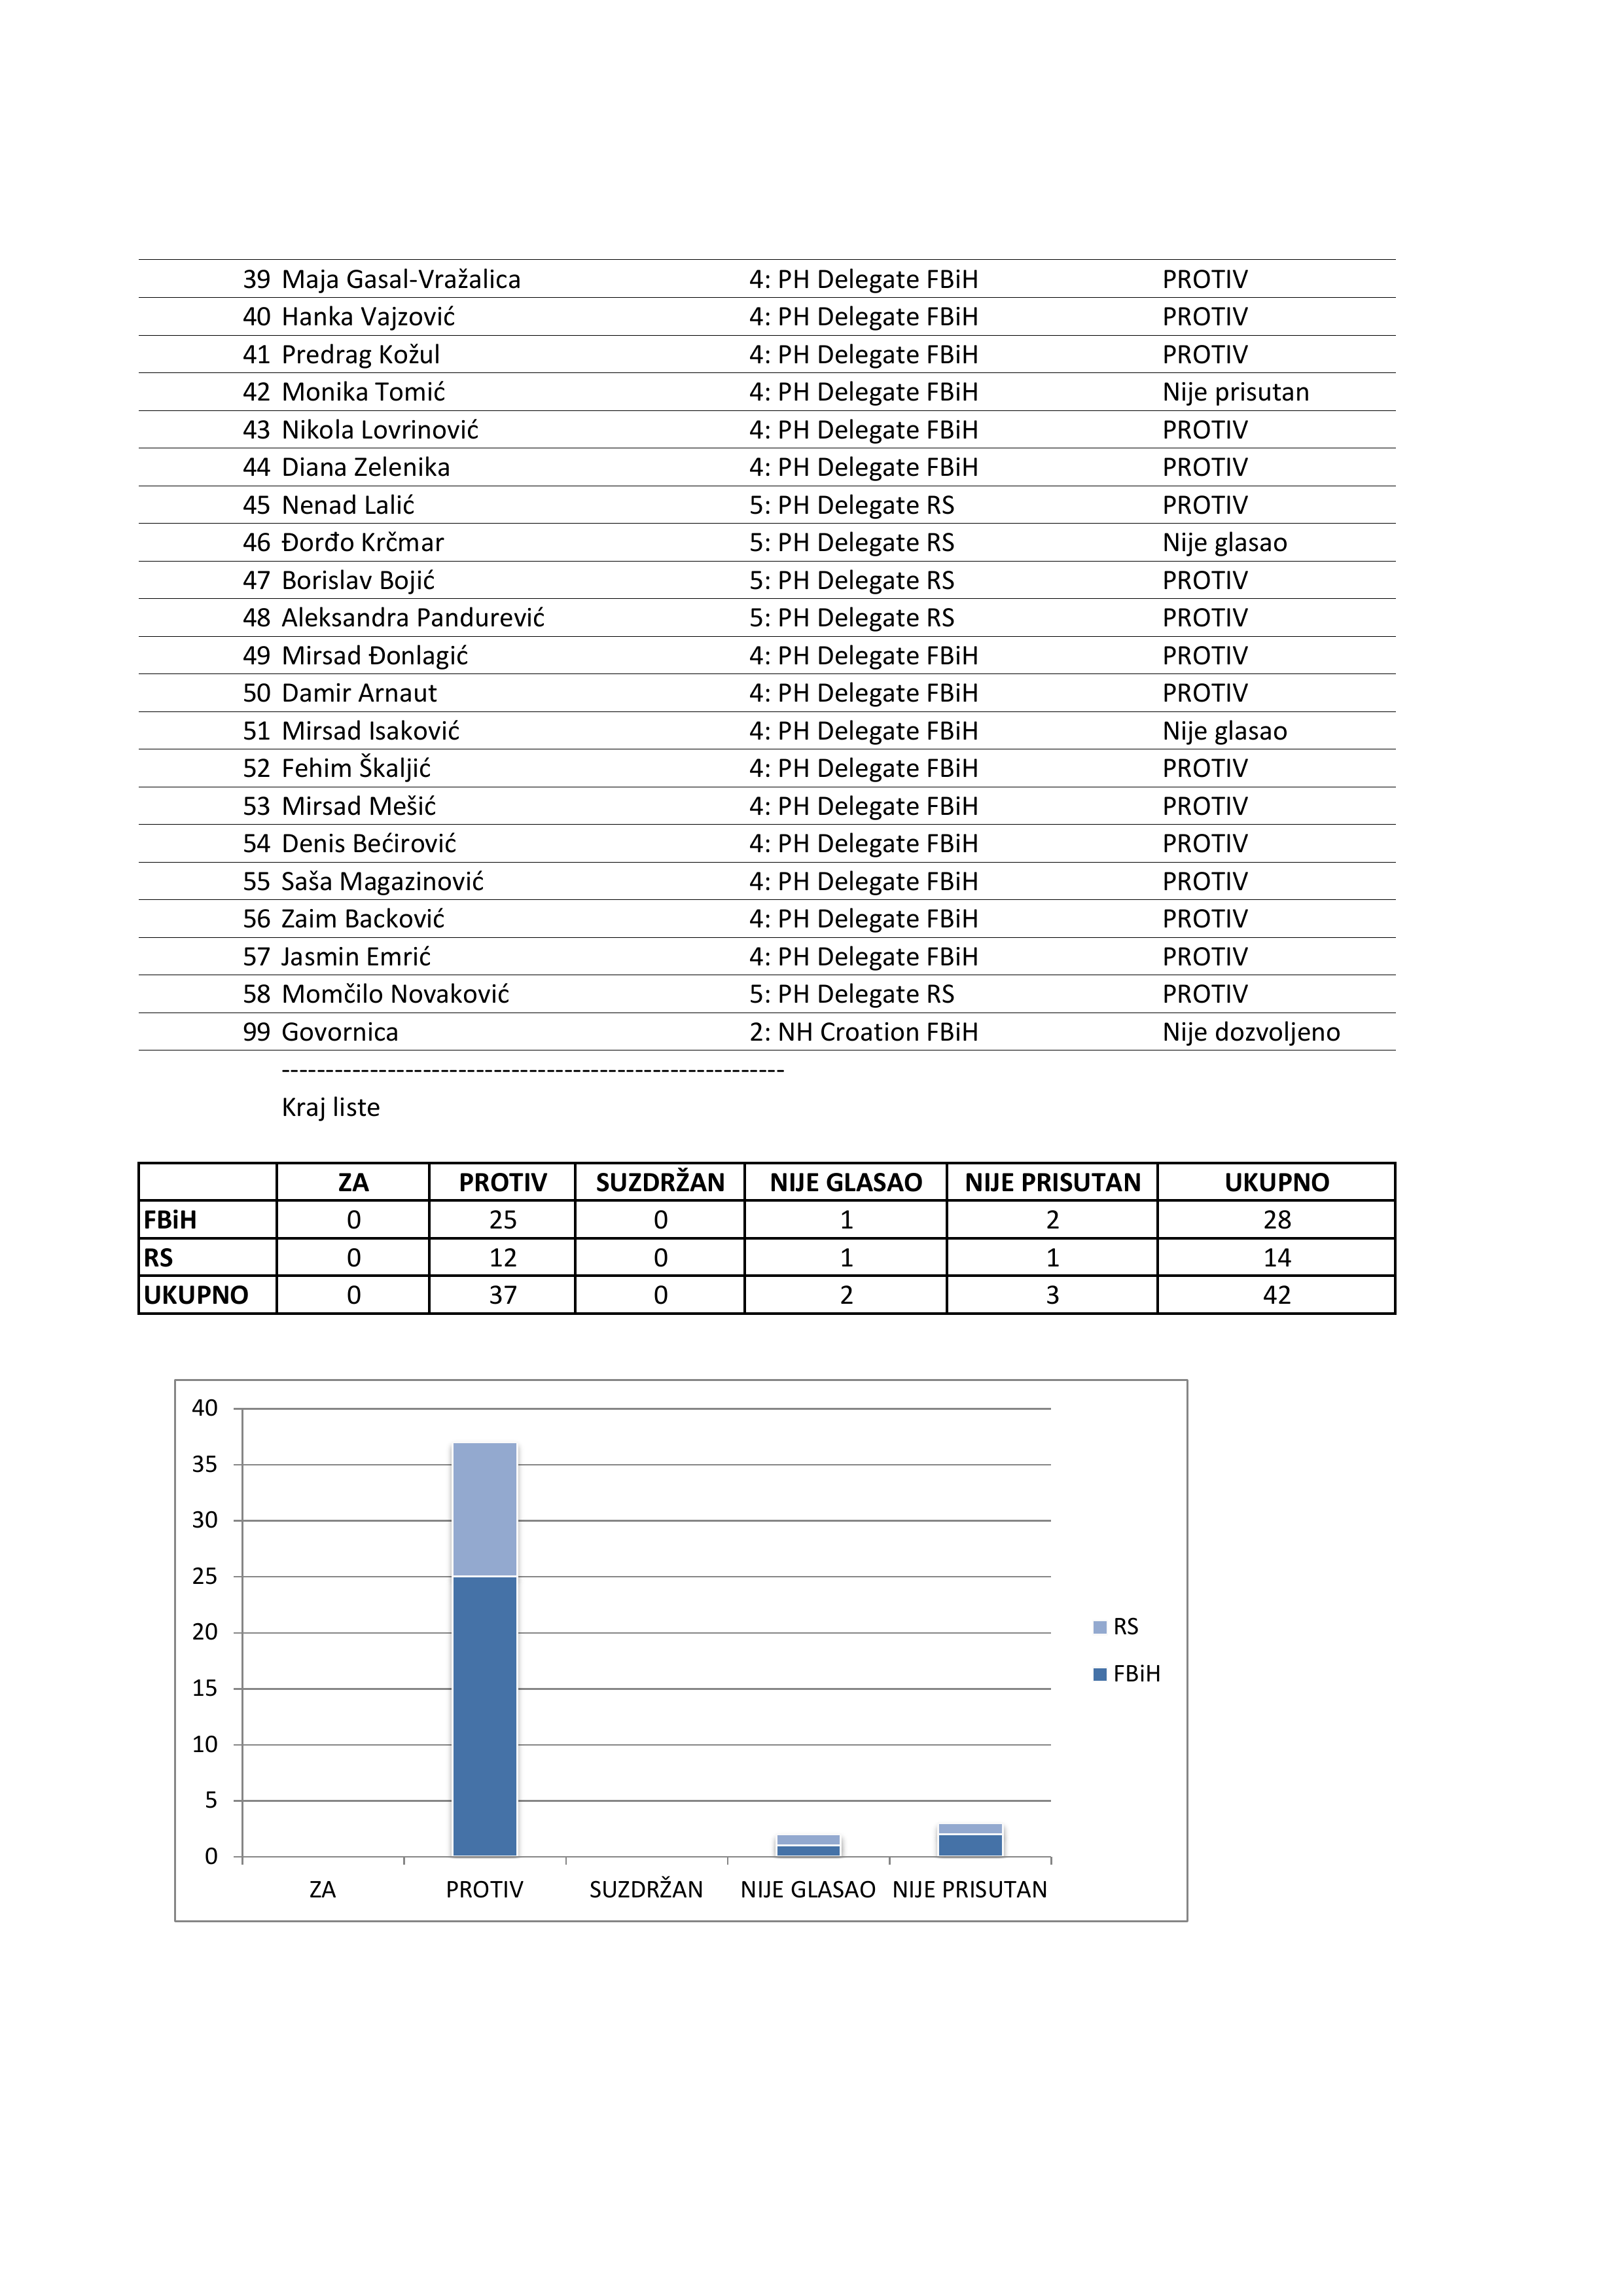 39 Maja Gasal-Vražalica 4: PH Delegate FBiH PROTIV
40 Hanka Vajzović 4: PH Delegate FBiH PROTIV
41 Predrag Kožul 4: PH Delegate FBiH PROTIV
42 Monika Tomić 4: PH Delegate FBiH Nije prisutan
43 Nikola Lovrinović 4: PH Delegate FBiH PROTIV
44 Diana Zelenika 4: PH Delegate FBiH PROTIV
45 Nenad Lalić 5: PH Delegate RS PROTIV
46 Đorđo Krčmar 5: PH Delegate RS Nije glasao
47 Borislav Bojić 5: PH Delegate RS PROTIV
48 Aleksandra Pandurević 5: PH Delegate RS PROTIV
49 Mirsad Đonlagić 4: PH Delegate FBiH PROTIV
50 Damir Arnaut 4: PH Delegate FBiH PROTIV
51 Mirsad Isaković 4: PH Delegate FBiH Nije glasao
52 Fehim Škaljić 4: PH Delegate FBiH PROTIV
53 Mirsad Mešić 4: PH Delegate FBiH PROTIV
54 Denis Bećirović 4: PH Delegate FBiH PROTIV
55 Saša Magazinović 4: PH Delegate FBiH PROTIV
56 Zaim Backović 4: PH Delegate FBiH PROTIV
57 Jasmin Emrić 4: PH Delegate FBiH PROTIV
58 Momčilo Novaković 5: PH Delegate RS PROTIV
99 Govornica 2: NH Croation FBiH Nije dozvoljeno
---------------------------------------------------------
Kraj liste
ZA PROTIV SUZDRŽAN NIJE GLASAO NIJE PRISUTAN UKUPNO
FBiH 0 25 0 1 2 28
RS 0 12 0 1 1 14
UKUPNO 0 37 0 2 3 42
40
35
30
25
20
15
10
5
0
ZA PROTIV SUZDRŽAN NIJE GLASAO NIJE PRISUTAN
RS
FBiH